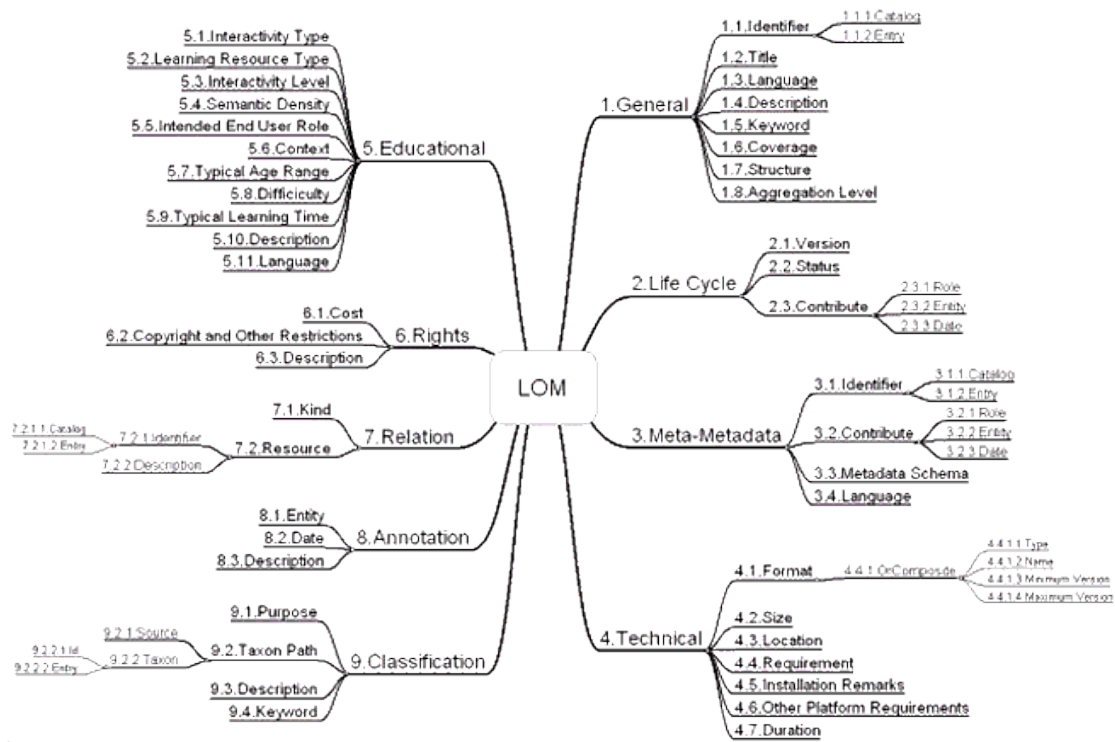 LOM
1.General
1.1.Identifier
1.1.1 Catalog
1.1.2 Entry
1.2.Title
1.3.Language
1.4.Description
1.5.Keyword
1.6.Coverage
1.7.Structure
1.8.Aggregation Level
2.Life Cycle
2.1.Version
2.2.Status
2.3.Contribute
2.3.1 Role
2.3.2 Entity
2.3.3 Date
3.Meta-Metadata
3.1.Identifier
3.1.1.Catalog
3.1.2.Entry
3.2.Contribute
3.2.1 Role
3.2.2 Entity
3.2.3 Date
3.3.Metadata Schema
3.4.Language
4.Technical
4.1.Format
4.4.1 OrComposite
4.4.1.1 Type
4.4.1.2 Name
4.4.1.3 Minimum Version
4.4.1.4 Maximum Version
4.2.Size
4.3.Location
4.4.Requirement
4.5.Installation Remarks
4.6.Other Platform Requirements
4.7.Duration
5.Educational
5.1.Interactivity Type
5.2.Learning Resource Type
5.3.Interactivity Level
5.4.Semantic Density
5.5.Intended End User Role
5.6.Context
5.7.Typical Age Range
5.8.Difficiculty
5.9.Typical Learning Time
5.10.Description
5.11.Language
6.Rights
6.1.Cost
6.2.Copyright and Other Restrictions
6.3.Description
7.Relation
7.1.Kind
7.2.Resource
7.2.1.Identifier
7.2.1.1.Catalog
7.2.1.2.Entry
7.2.2.Description
8.Annotation
8.1.Entity
8.2.Date
8.3.Description
9.Classification
9.1.Purpose
9.2.Taxon Path
9.2.1.Source
9.2.2.Taxon
9.2.2.1.Id
9.2.2.2.Entry
9.3.Description
9.4.Keyword